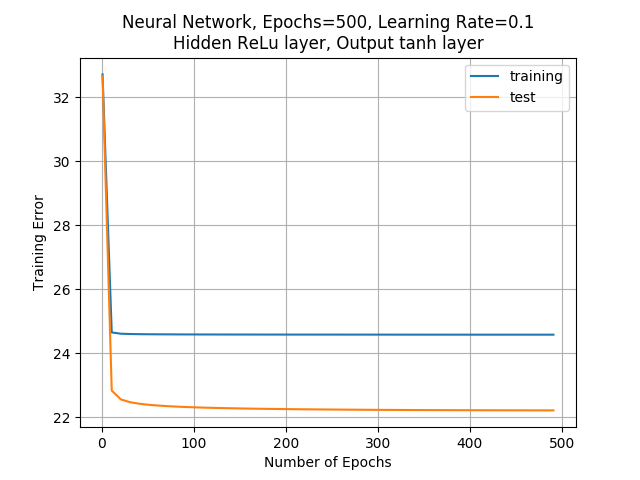 Neural Network, Epochs=500, Learning Rate=0.1
Hidden ReLu layer, Output tanh layer
training
test
Training Error
32
30
28
26
24
22
0 100 200 300 400 500
Number of Epochs